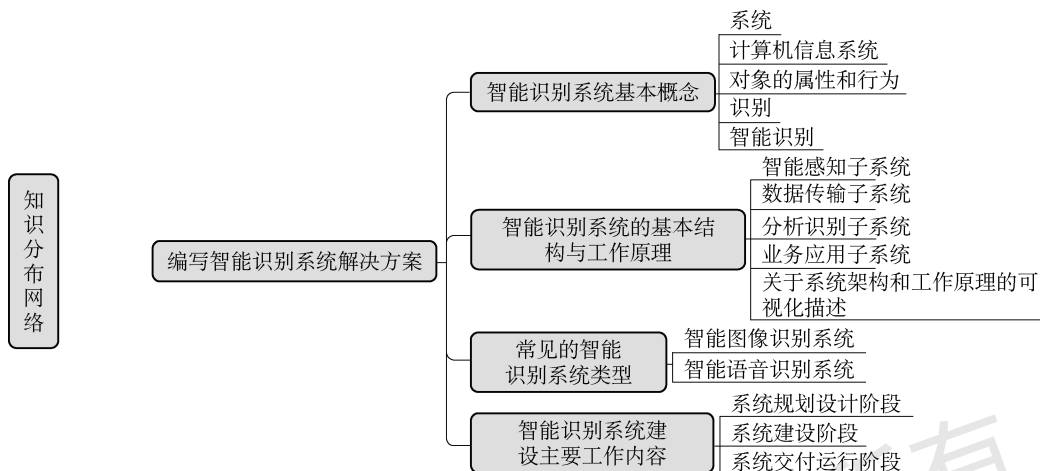 知
识
分
布
网
络
编写智能识别系统解决方案
智能识别系统基本概念
系统
计算机信息系统
对象的属性和行为
识别
智能识别
智能识别系统的基本结
构与工作原理
智能感知子系统
数据传输子系统
分析识别子系统
业务应用子系统
关于系统架构和工作原理的可
视化描述
常见的智能
识别系统类型
智能图像识别系统
智能语音识别系统
智能识别系统建
设主要工作内容
系统规划设计阶段
系统建设阶段
系统交付运行阶段
有